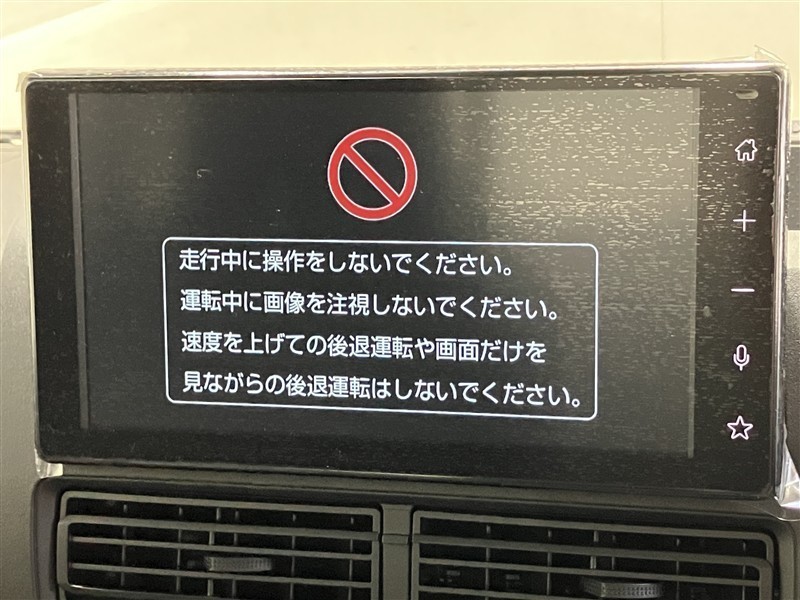 走行中に操作をしないでください。
運転中に画像を注視しないでください。
速度を上げての後退運転や画面だけを
見ながらの後退運転はしないでください。